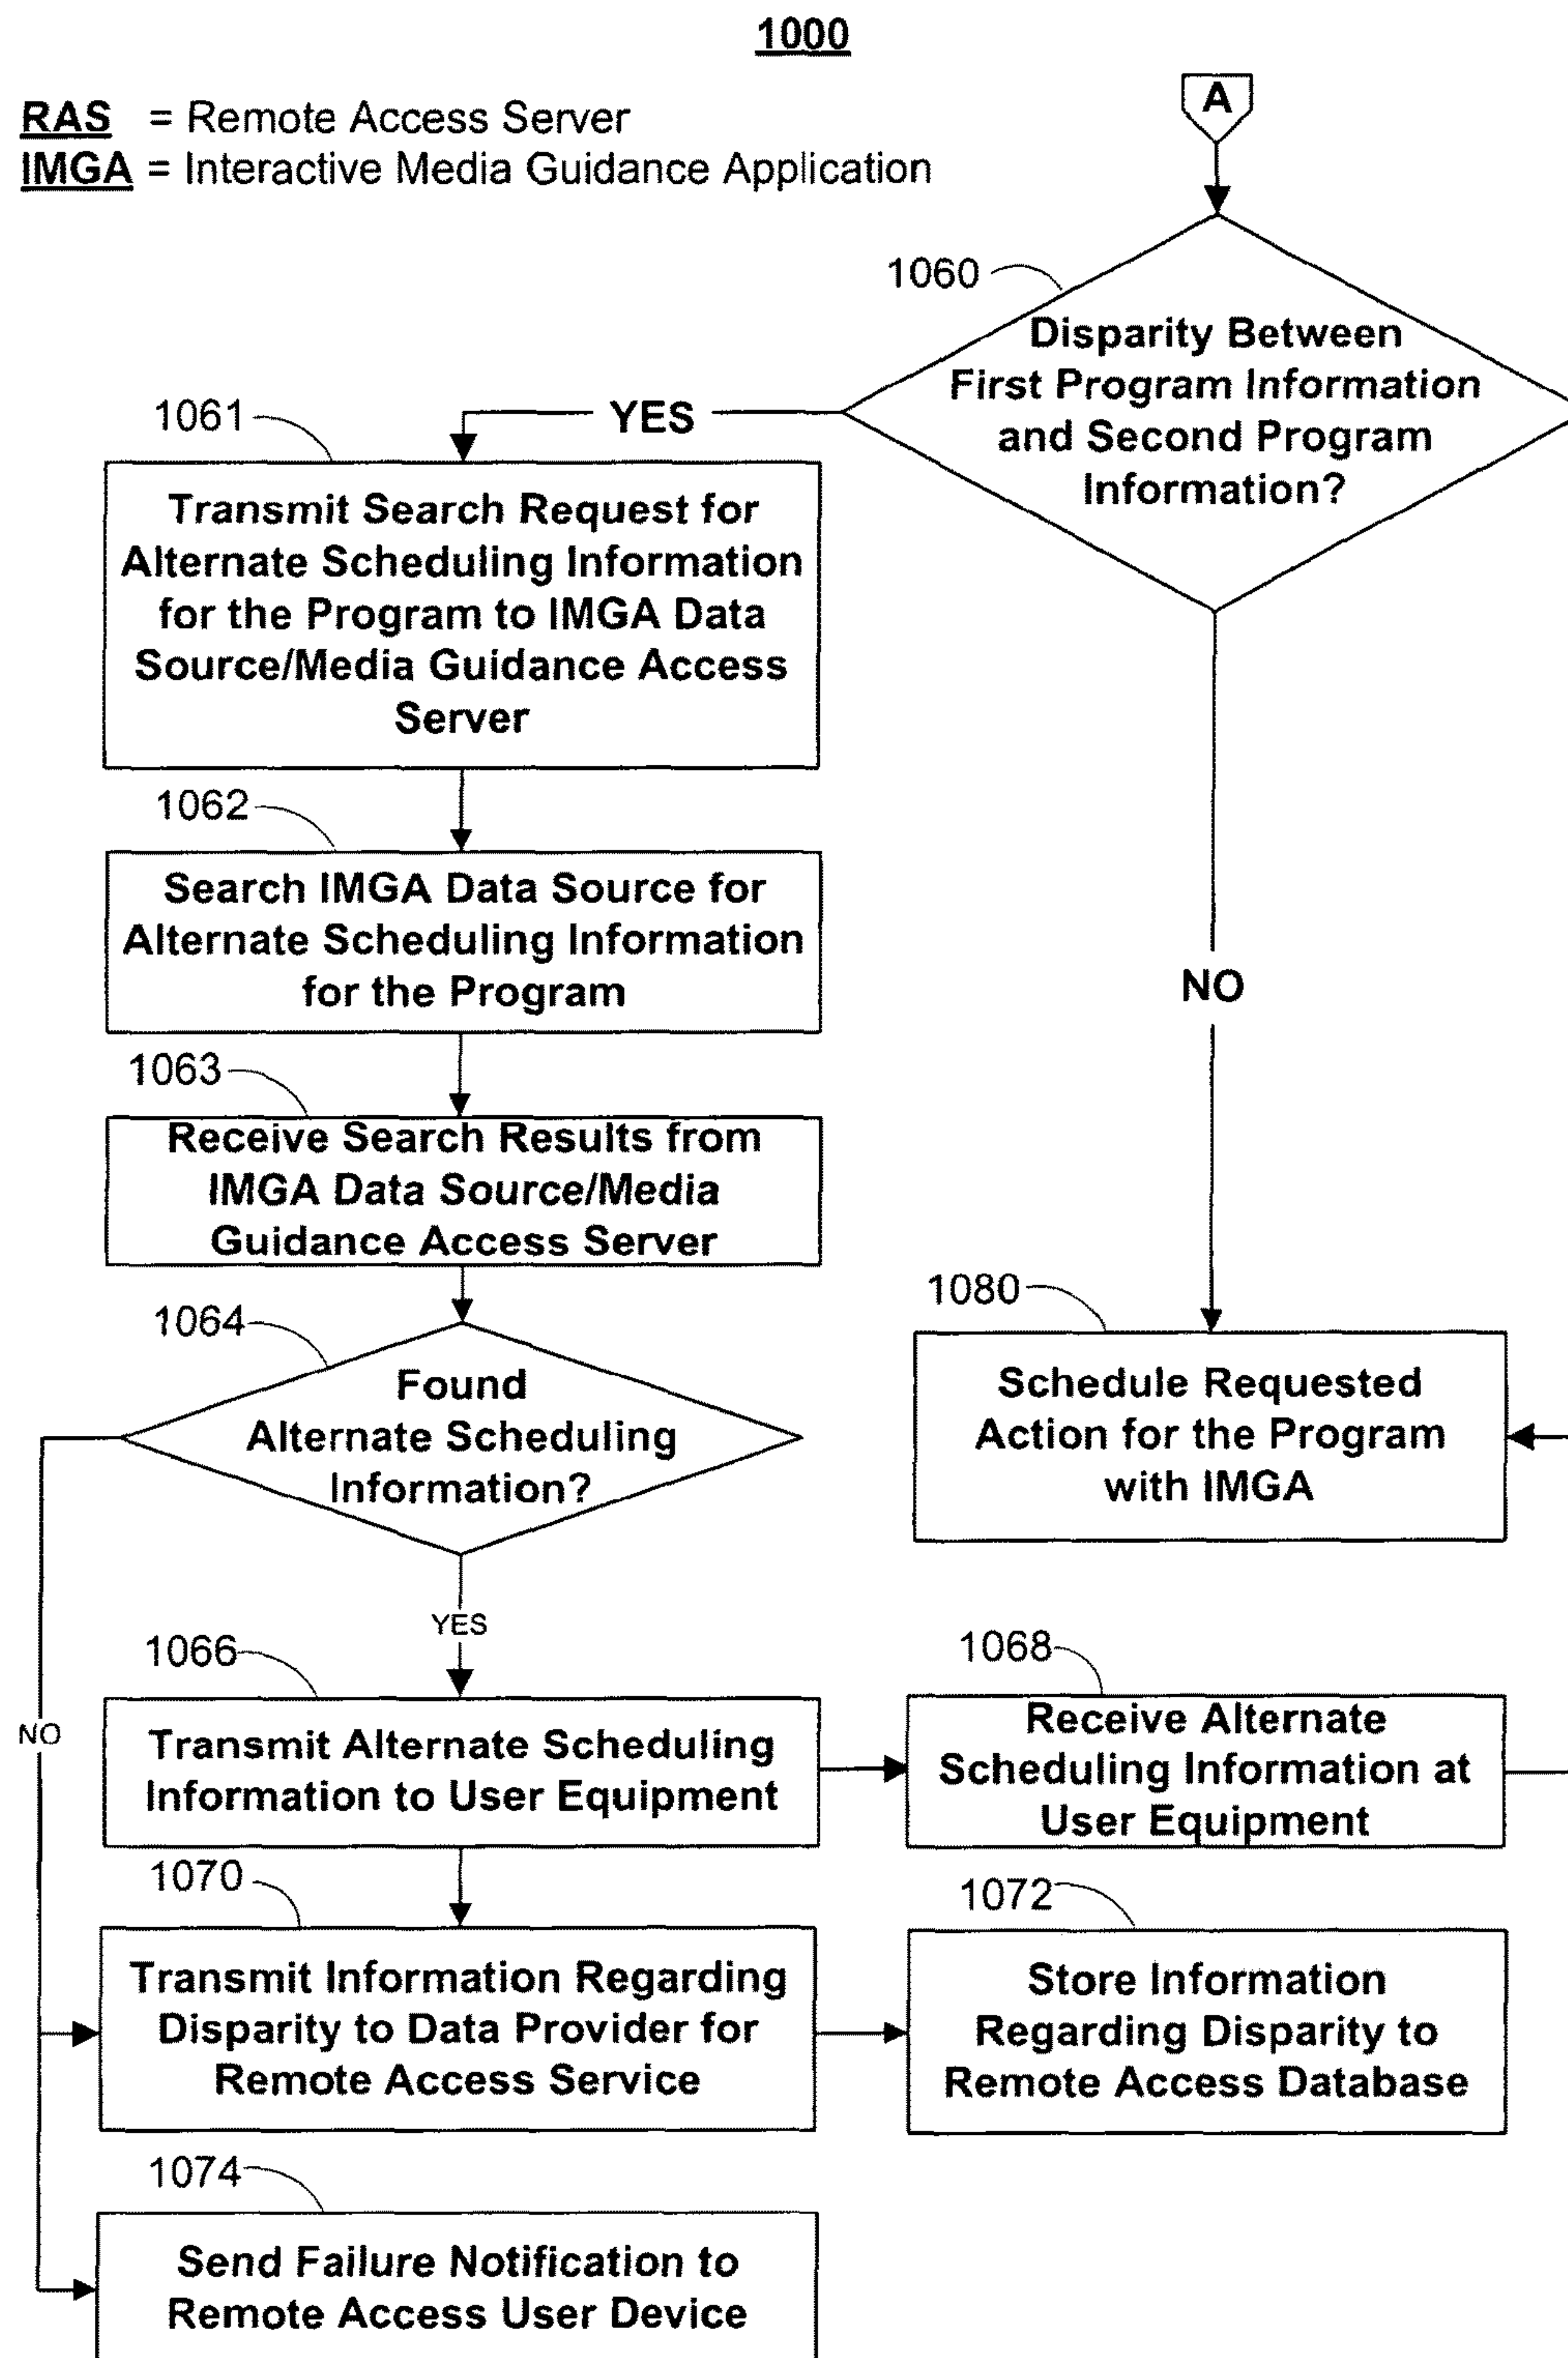 1000
RAS = Remote Access Server
IMGA = Interactive Media Guidance Application
A
1060
Disparity Between
First Program Information
and Second Program
Information?
YES
1061
Transmit Search Request for
Alternate Scheduling Information
for the Program to IMGA Data
Source/Media Guidance Access
Server
1062
Search IMGA Data Source for
Alternate Scheduling Information
for the Program
NO
1063
Receive Search Results from
IMGA Data Source/Media
Guidance Access Server
1080
Schedule Requested
Action for the Program
with IMGA
1064
Found
Alternate Scheduling
Information?
YES
NO
1066
Transmit Alternate Scheduling
Information to User Equipment
1068
Receive Alternate
Scheduling Information at
User Equipment
1070
Transmit Information Regarding
Disparity to Data Provider for
Remote Access Service
1072
Store Information
Regarding Disparity to
Remote Access Database
1074
Send Failure Notification to
Remote Access User Device